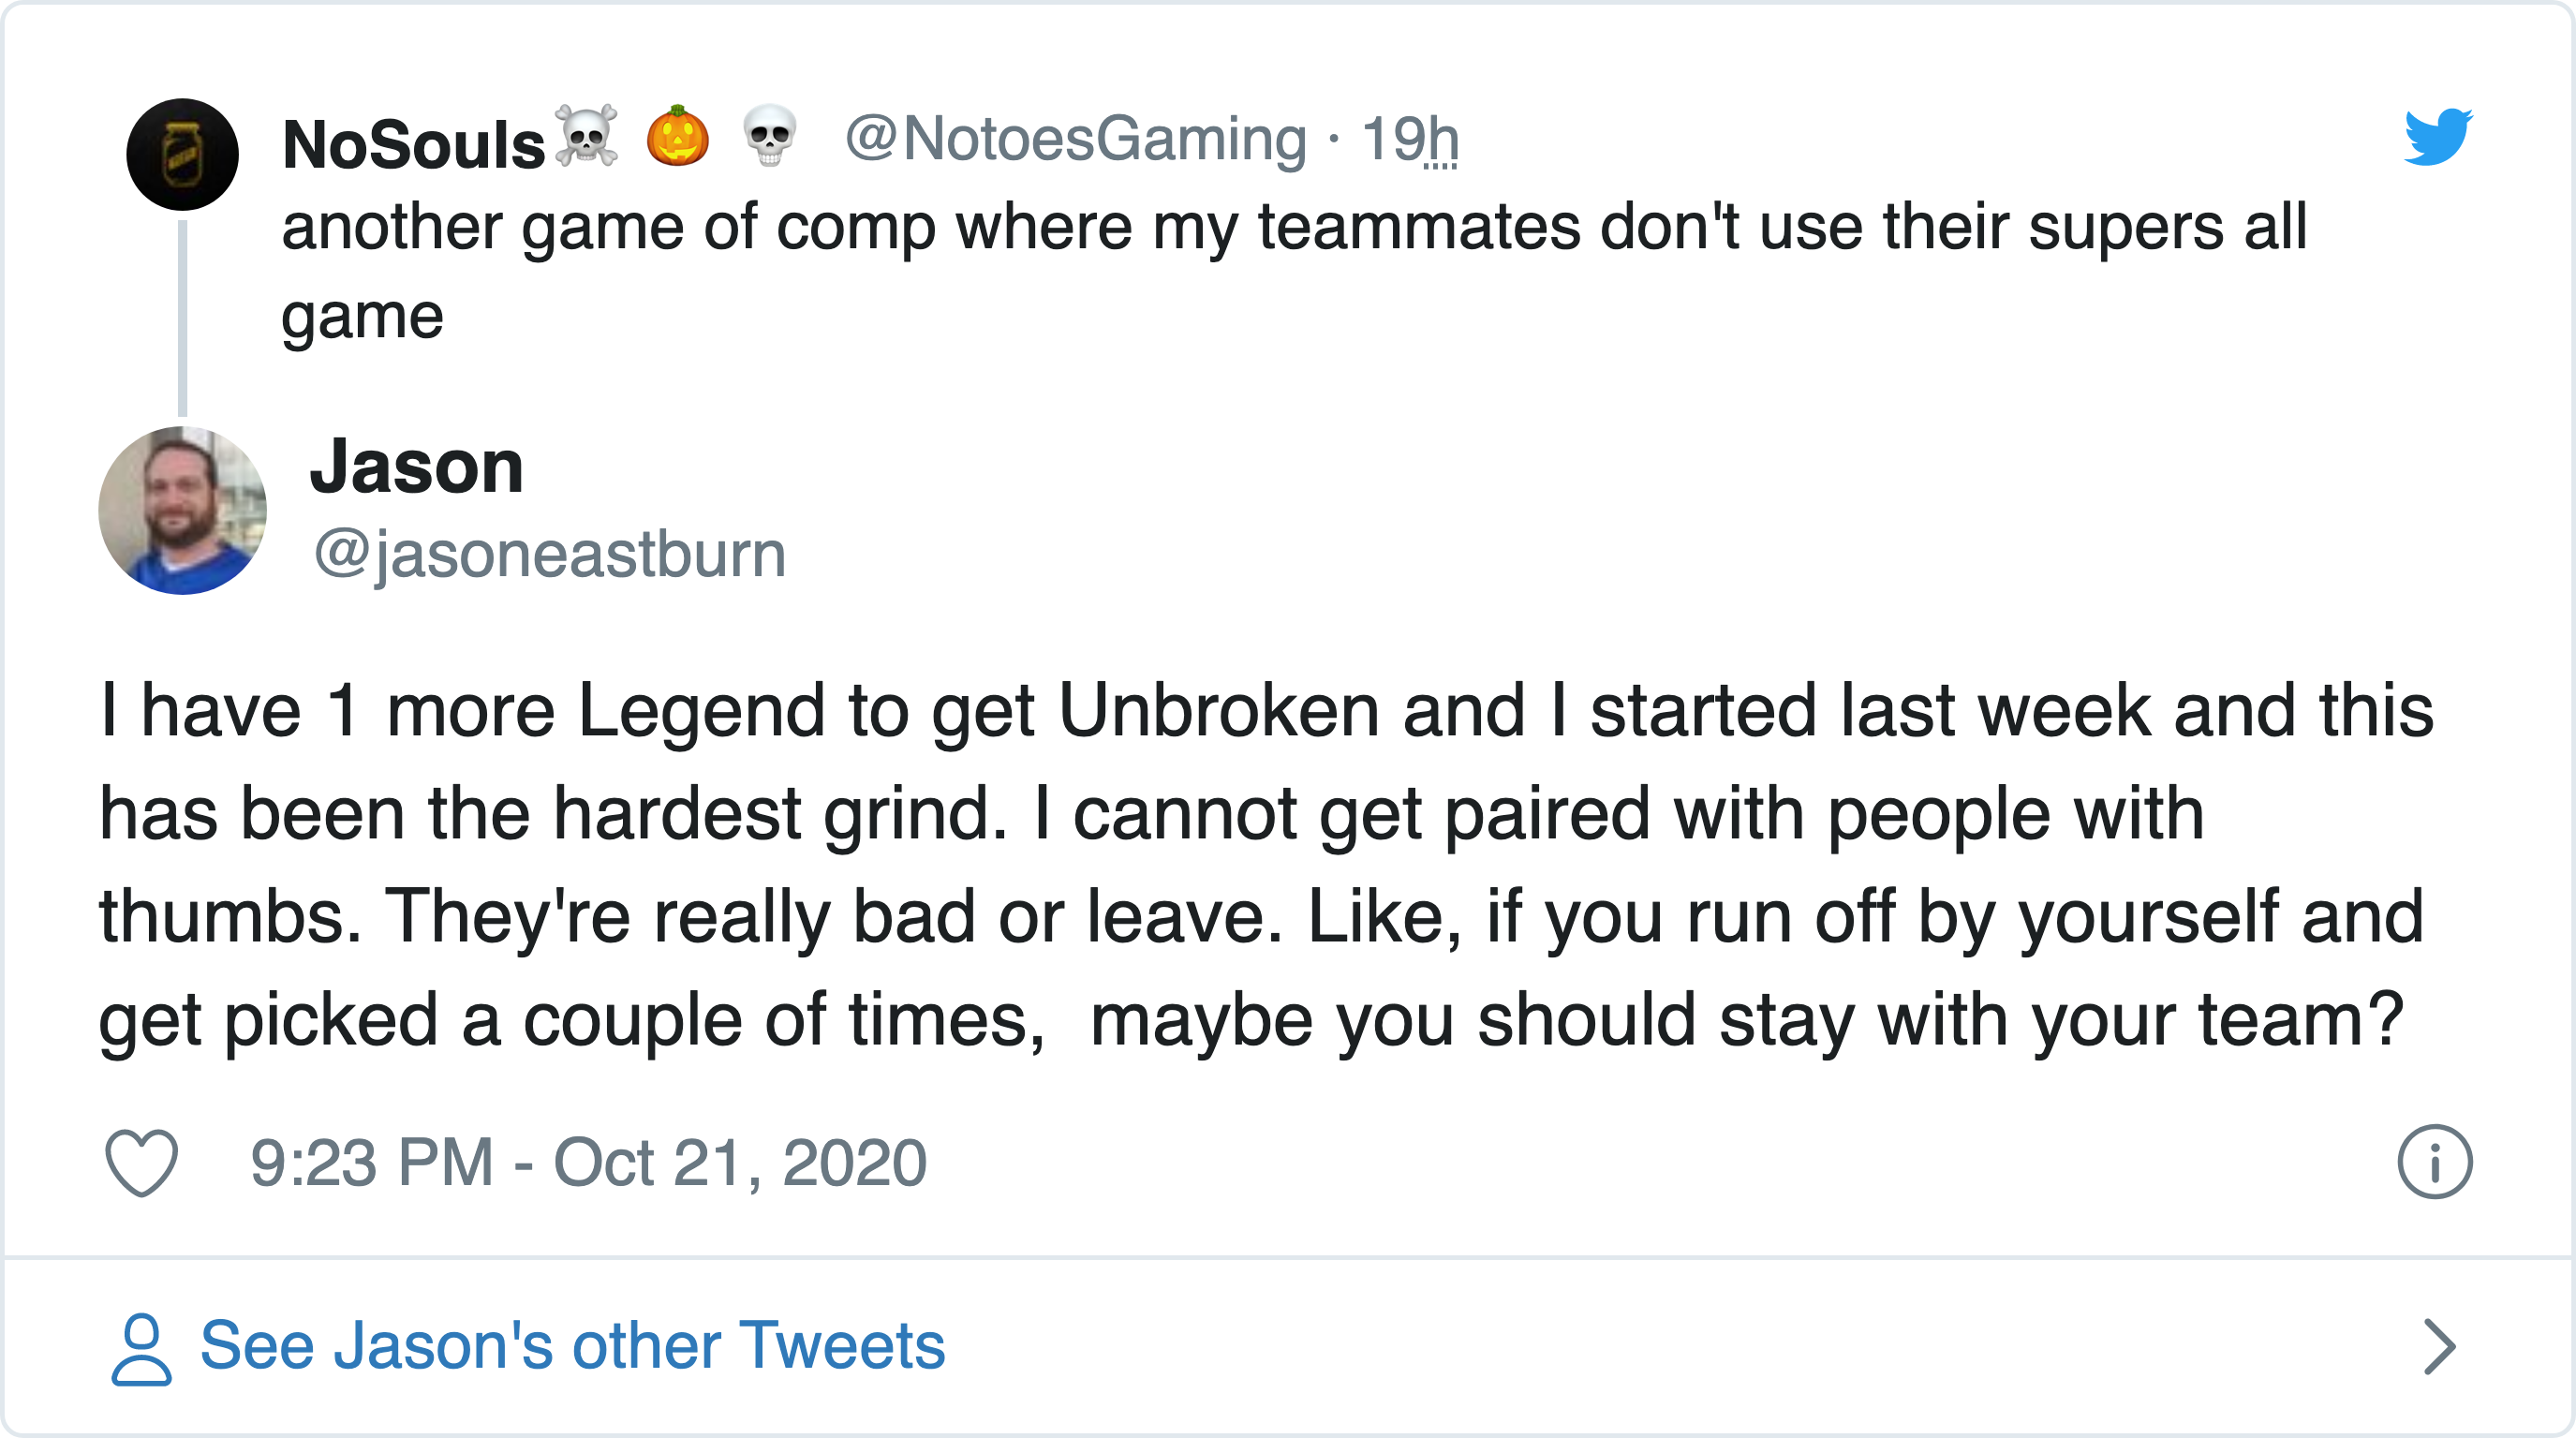 NoSouls☠️ 🎃 💀 @NotoesGaming · 19h
another game of comp where my teammates don't use their supers all
game
Jason
@jasoneastburn
I have 1 more Legend to get Unbroken and I started last week and this
has been the hardest grind. I cannot get paired with people with
thumbs. They're really bad or leave. Like, if you run off by yourself and
get picked a couple of times,  maybe you should stay with your team?
9:23 PM - Oct 21, 2020
See Jason's other Tweets